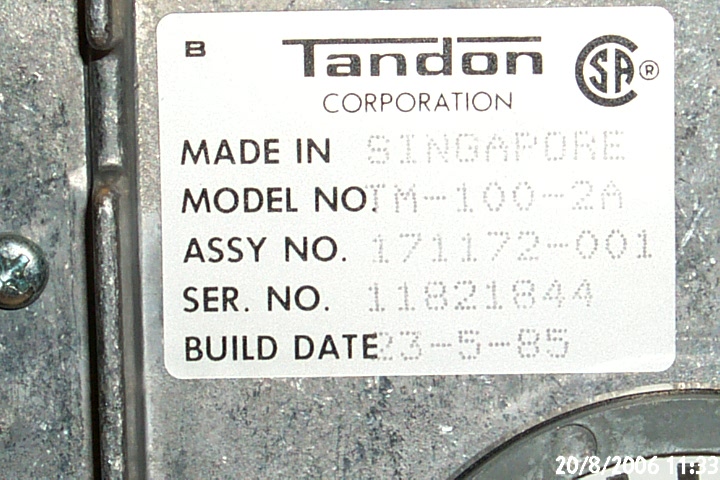 B Tandon CSA ®
CORPORATION
MADE IN SINGAPORE
MODEL NO. TM-100-2A
ASSY NO. 171172-001
SER. NO. 11821844
BUILD DATE 23-5-85
20/8/2006 11:33